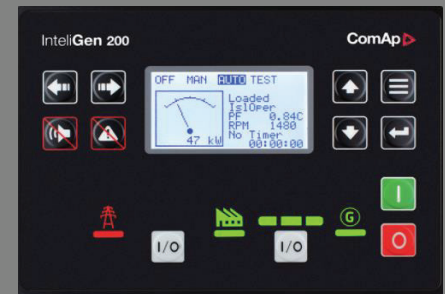 InteliGen 200
ComAp
OFF MAN AUTO TEST
Loaded
IslOper
PF 0.84C
RPM 1480
No Timer
00:00:00
47 kW
I
G
I/O
I/O
O